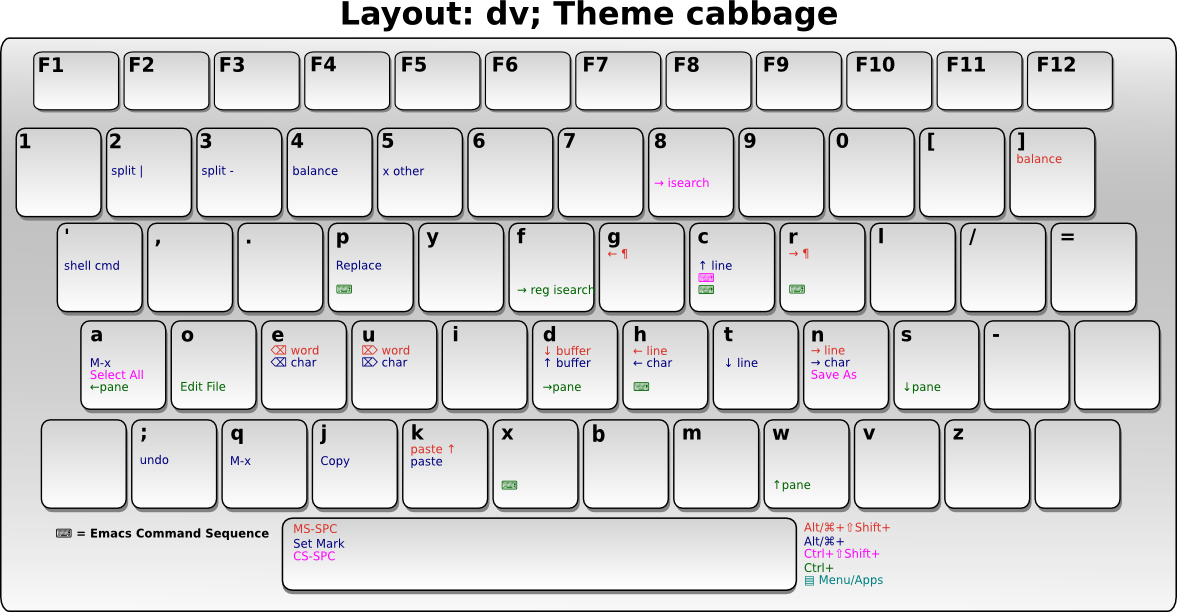 Layout: dv; Theme cabbage
F1 F2 F3 F4 F5 F6 F7 F8 F9 F10 F11 F12
1 2 3 4 5 6 7 8 9 0 [ ]
balance
split | split - balance x other
→ isearch
' , . p y f g c r l / =
← ¶ → ¶
shell cmd Replace ↑ line
⌨
⌨ → reg isearch ⌨ ⌨
a o e u i d h t n s -
⌫ word ⌦ word ↓ buffer ← line → line
M-x ⌫ char ⌦ char ↑ buffer ← char ↓ line → char
Select All Save As
←pane Edit File →pane ⌨ ↓pane
; q j k x b m w v z
paste ↑
undo M-x Copy paste
⌨ ↑pane
⌨ = Emacs Command Sequence
MS-SPC
Set Mark
CS-SPC
Alt/⌘+⇧Shift+
Alt/⌘+
Ctrl+⇧Shift+
Ctrl+
▤ Menu/Apps